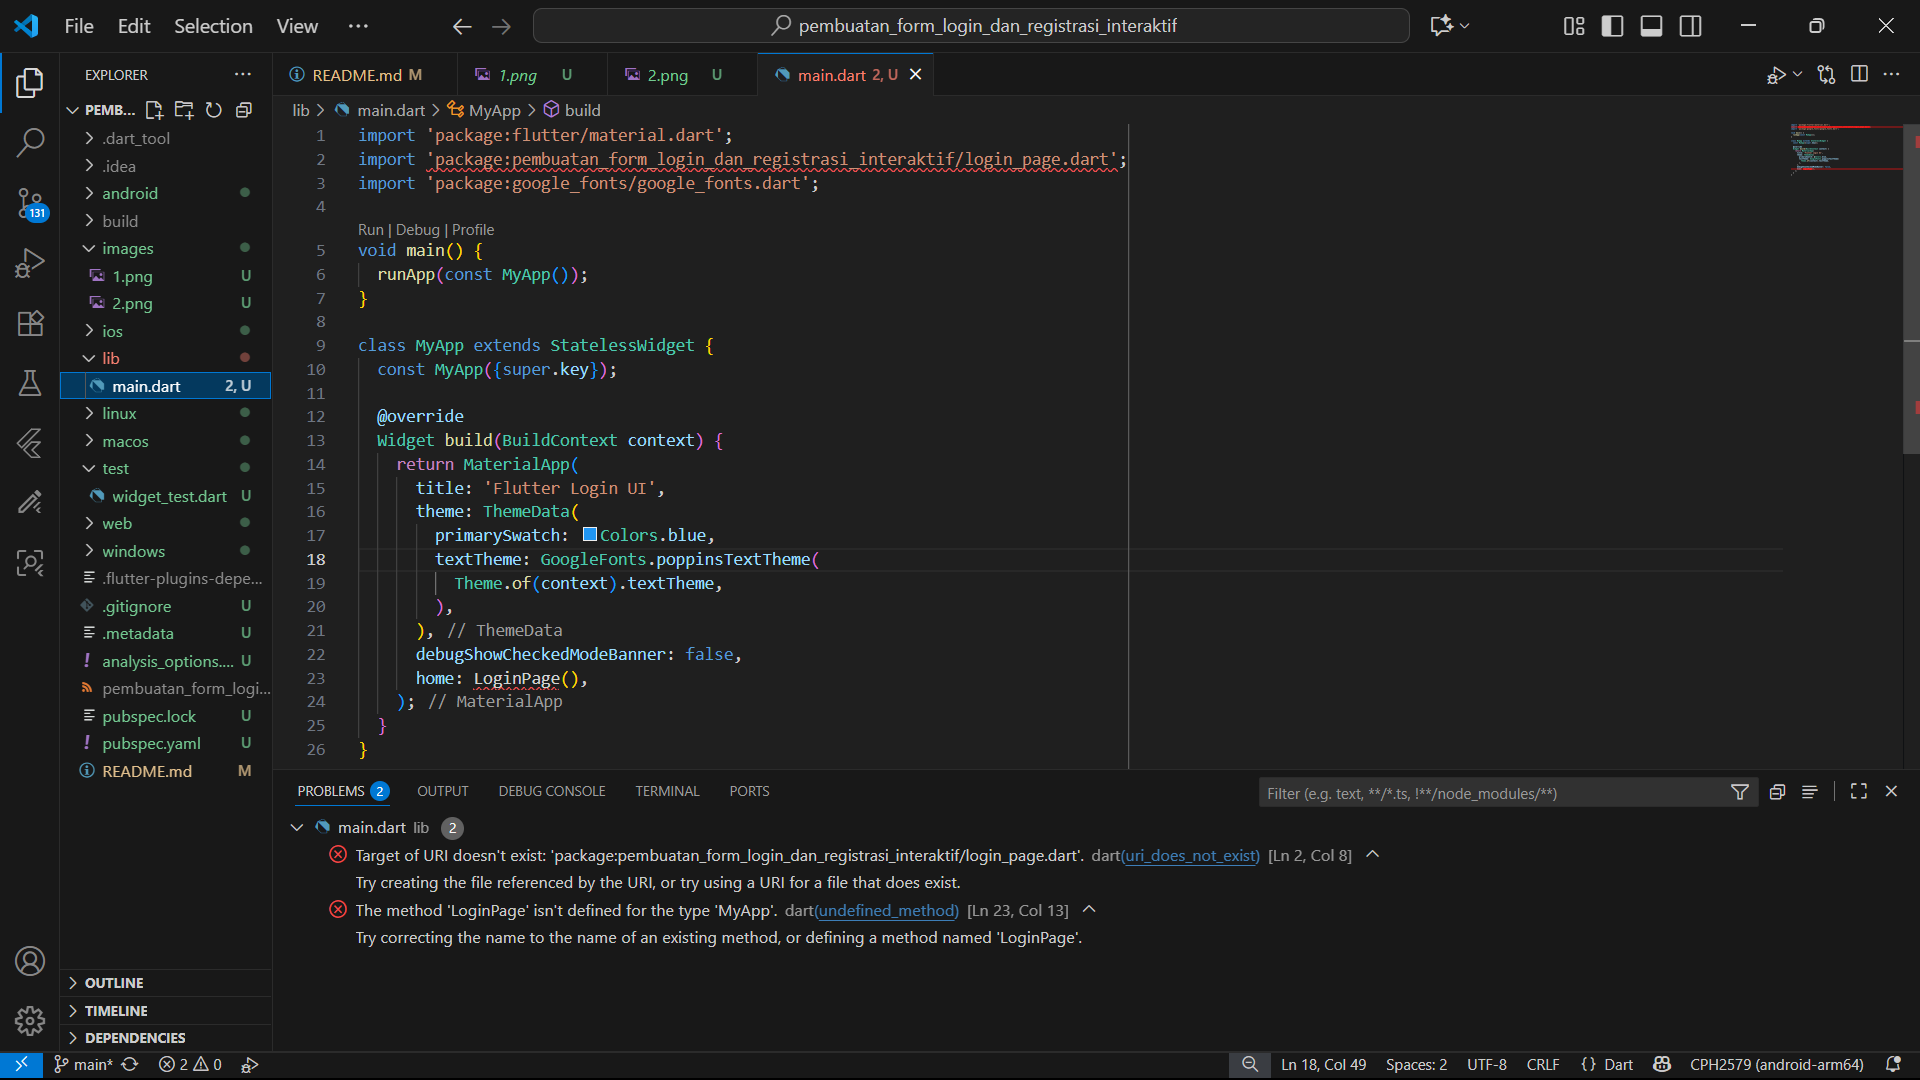 File Edit Selection View
pembuatan_form_login_dan_registrasi_interaktif
EXPLORER
README.md M
1.png U
2.png U
main.dart 2, U
PEMB...
lib > main.dart > MyApp > build
.dart_tool
.idea
android
build
images
1.png U
2.png U
ios
lib
main.dart 2, U
linux
macos
test
widget_test.dart U
web
windows
.flutter-plugins-depe...
.gitignore U
.metadata U
analysis_options.... U
pembuatan_form_logi...
pubspec.lock U
pubspec.yaml U
README.md M
OUTLINE
TIMELINE
DEPENDENCIES
131
1 import 'package:flutter/material.dart';
2 import 'package:pembuatan_form_login_dan_registrasi_interaktif/login_page.dart';
3 import 'package:google_fonts/google_fonts.dart';
4
Run | Debug | Profile
5 void main() {
6 runApp(const MyApp());
7 }
8
9 class MyApp extends StatelessWidget {
10 const MyApp({super.key});
11
12 @override
13 Widget build(BuildContext context) {
14 return MaterialApp(
15 title: 'Flutter Login UI',
16 theme: ThemeData(
17 primarySwatch: Colors.blue,
18 textTheme: GoogleFonts.poppinsTextTheme(
19 Theme.of(context).textTheme,
20 ),
21 ), // ThemeData
22 debugShowCheckedModeBanner: false,
23 home: LoginPage(),
24 ); // MaterialApp
25 }
26 }
PROBLEMS 2 OUTPUT DEBUG CONSOLE TERMINAL PORTS
Filter (e.g. text, **/*.ts, !**/node_modules/**)
main.dart lib 2
Target of URI doesn't exist: 'package:pembuatan_form_login_dan_registrasi_interaktif/login_page.dart'. dart(uri_does_not_exist) [Ln 2, Col 8]
Try creating the file referenced by the URI, or try using a URI for a file that does exist.
The method 'LoginPage' isn't defined for the type 'MyApp'. dart(undefined_method) [Ln 23, Col 13]
Try correcting the name to the name of an existing method, or defining a method named 'LoginPage'.
main* 2 0 Ln 18, Col 49 Spaces: 2 UTF-8 CRLF {} Dart CPH2579 (android-arm64)